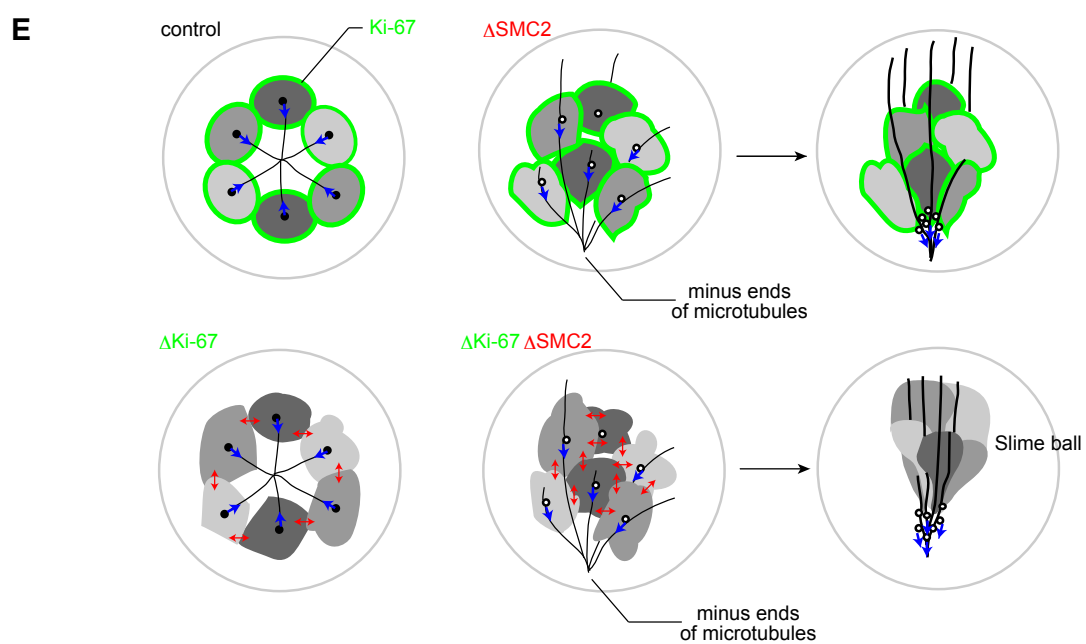 E
control
Ki-67
ΔSMC2
minus ends
of microtubules
ΔKi-67
ΔKi-67 ΔSMC2
Slime ball
minus ends
of microtubules